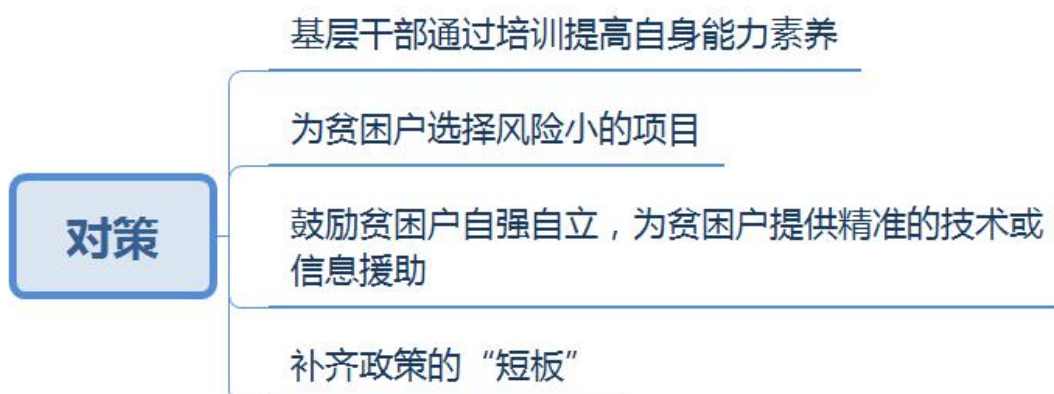 基层干部通过培训提高自身能力素养
为贫困户选择风险小的项目
对策
鼓励贫困户自强自立，为贫困户提供精准的技术或
信息援助
补齐政策的“短板”